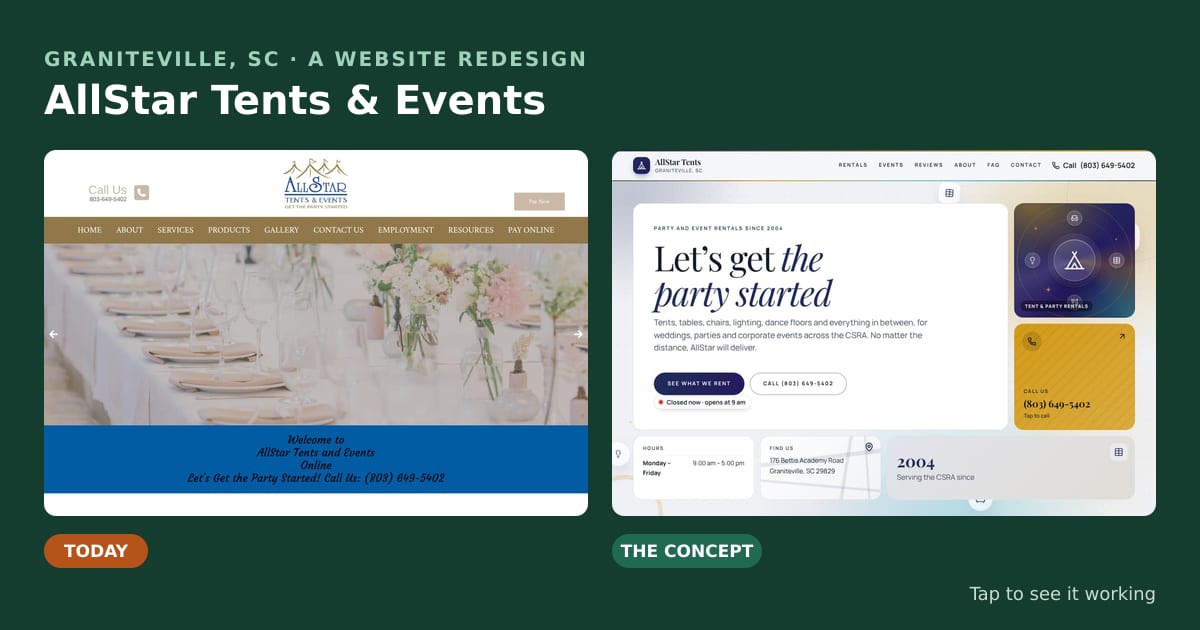 GRANITEVILLE, SC · A WEBSITE REDESIGN
AllStar Tents & Events
Call Us
803-649-5402
ALLSTAR
TENTS & EVENTS
GET THE PARTY STARTED
Pay Now
HOME ABOUT SERVICES PRODUCTS GALLERY CONTACT US EMPLOYMENT RESOURCES PAY ONLINE
Welcome to
AllStar Tents and Events
Online
Let's Get the Party Started! Call Us: (803) 649-5402
TODAY
AllStar Tents
GRANITEVILLE, SC
RENTALS EVENTS REVIEWS ABOUT FAQ CONTACT Call (803) 649-5402
PARTY AND EVENT RENTALS SINCE 2004
Let's get the
party started
Tents, tables, chairs, lighting, dance floors and everything in between, for
weddings, parties and corporate events across the CSRA. No matter the
distance, AllStar will deliver.
SEE WHAT WE RENT CALL (803) 649-5402
Closed now · opens at 9 am
TENT & PARTY RENTALS
CALL US
(803) 649-5402
Tap to call
HOURS
Monday – 9:00 am – 5:00 pm
Friday
FIND US
176 Bettis Academy Road
Graniteville, SC 29829
2004
Serving the CSRA since
THE CONCEPT
Tap to see it working